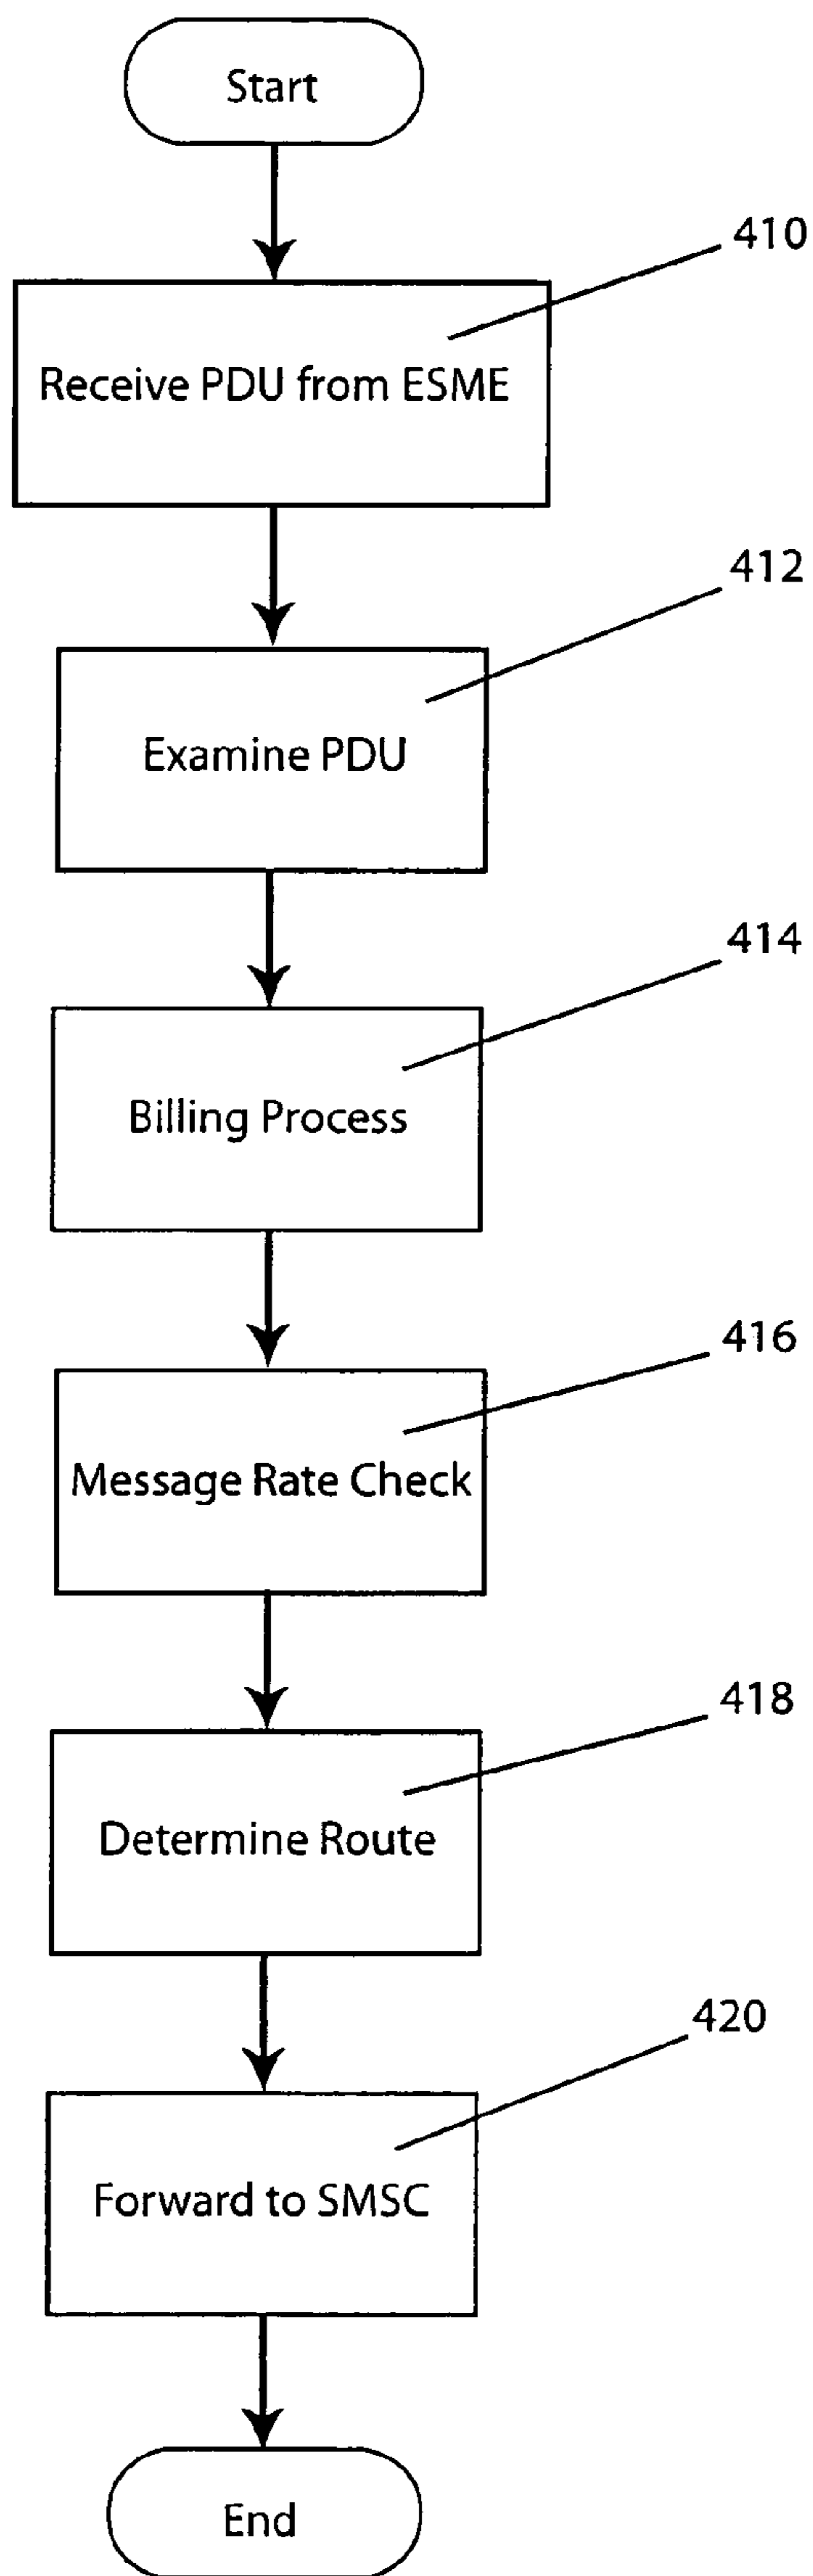 Start
410
Receive PDU from ESME
412
Examine PDU
414
Billing Process
416
Message Rate Check
418
Determine Route
420
Forward to SMSC
End